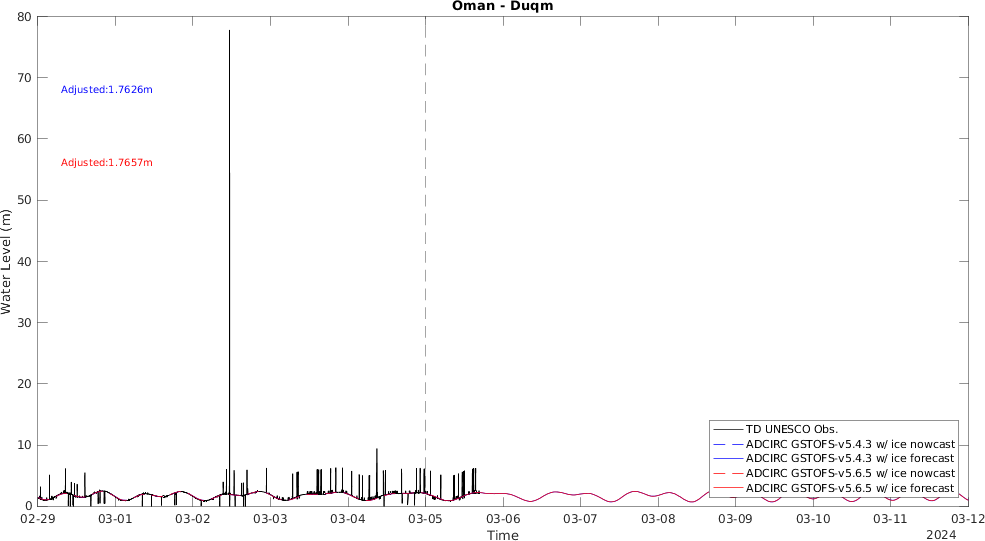 Oman - Duqm
80
70
60
50
40
30
20
10
0
Water Level (m)
Adjusted:1.7626m
Adjusted:1.7657m
TD UNESCO Obs.
ADCIRC GSTOFS-v5.4.3 w/ ice nowcast
ADCIRC GSTOFS-v5.4.3 w/ ice forecast
ADCIRC GSTOFS-v5.6.5 w/ ice nowcast
ADCIRC GSTOFS-v5.6.5 w/ ice forecast
02-29 03-01 03-02 03-03 03-04 03-05 03-06 03-07 03-08 03-09 03-10 03-11 03-12
Time
2024